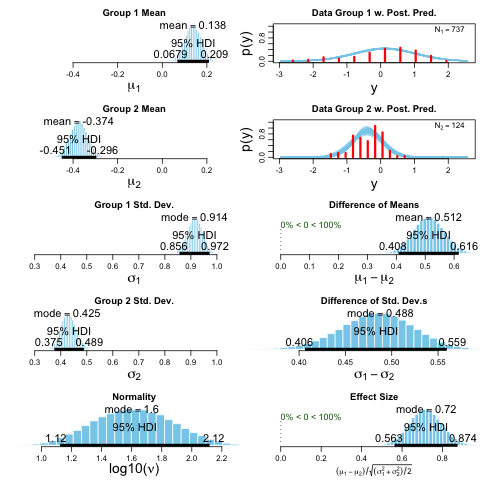 Group 1 Mean
mean = 0.138
95% HDI
0.0679 0.209
-0.4 -0.2 0.0 0.2
μ1
Data Group 1 w. Post. Pred.
N1 = 737
p(y)
0.0 0.4 0.8
-3 -2 -1 0 1 2
y
Group 2 Mean
mean = -0.374
95% HDI
-0.451 -0.296
-0.4 -0.2 0.0 0.2
μ2
Data Group 2 w. Post. Pred.
N2 = 124
p(y)
0.0 0.4 0.8
-3 -2 -1 0 1 2
y
Group 1 Std. Dev.
mode = 0.914
95% HDI
0.856 0.972
0.3 0.4 0.5 0.6 0.7 0.8 0.9 1.0
σ1
Difference of Means
mean = 0.512
0% < 0 < 100%
95% HDI
0.408 0.616
0.0 0.1 0.2 0.3 0.4 0.5 0.6
μ1 − μ2
Group 2 Std. Dev.
mode = 0.425
95% HDI
0.375 0.489
0.3 0.4 0.5 0.6 0.7 0.8 0.9 1.0
σ2
Difference of Std. Dev.s
mode = 0.488
95% HDI
0.406 0.559
0.40 0.45 0.50 0.55
σ1 − σ2
Normality
mode = 1.6
95% HDI
1.12 2.12
1.0 1.2 1.4 1.6 1.8 2.0 2.2
log10(ν)
Effect Size
mode = 0.72
0% < 0 < 100%
95% HDI
0.563 0.874
0.0 0.2 0.4 0.6 0.8
(μ1 − μ2)/√(σ1² + σ2²)/2